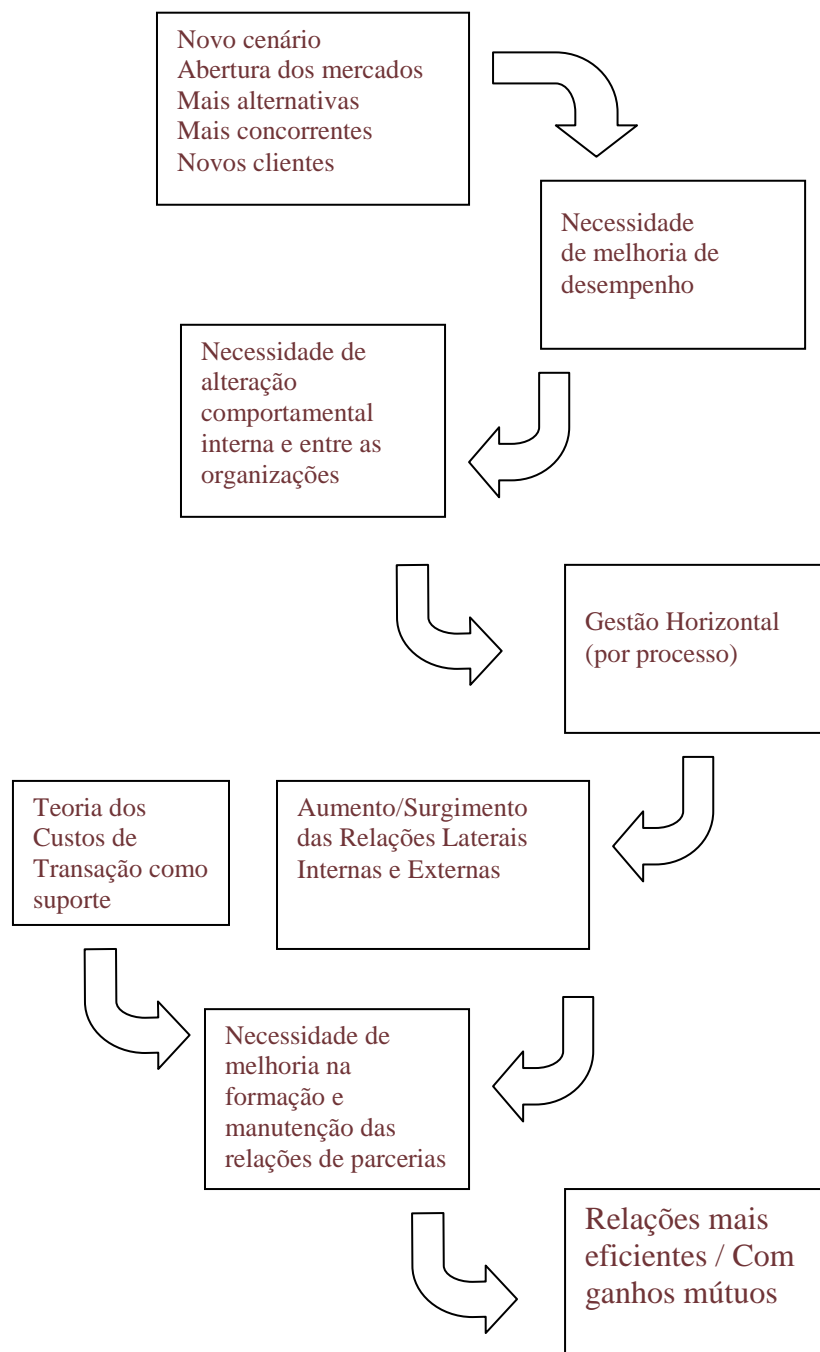 Novo cenário
Abertura dos mercados
Mais alternativas
Mais concorrentes
Novos clientes
Necessidade
de melhoria de
desempenho
Necessidade de
alteração
comportamental
interna e entre as
organizações
Gestão Horizontal
(por processo)
Teoria dos
Custos de
Transação como
suporte
Aumento/Surgimento
das Relações Laterais
Internas e Externas
Necessidade de
melhoria na
formação e
manutenção das
relações de parcerias
Relações mais
eficientes / Com
ganhos mútuos